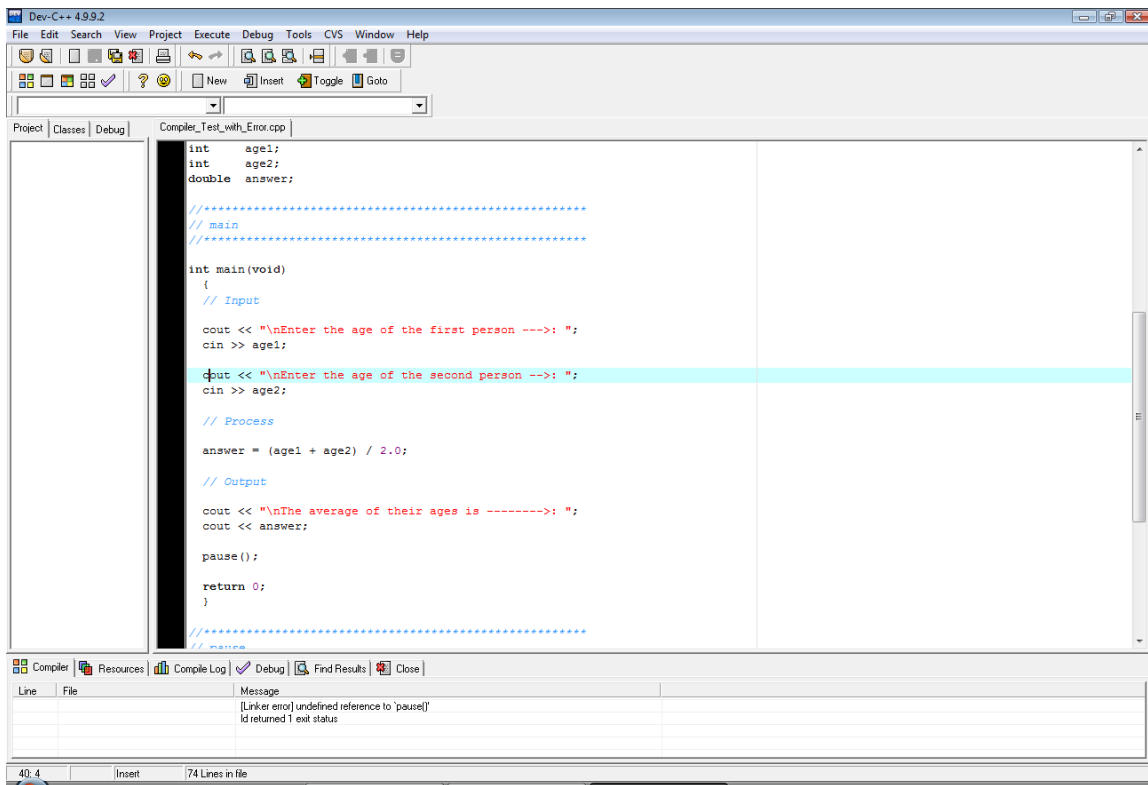 Dev-C++ 4.9.9.2
File Edit Search View Project Execute Debug Tools CVS Window Help
New Insert Toggle Goto
Project Classes Debug
Compiler_Test_with_Error.cpp
int     age1;
int     age2;
double  answer;
//******************************************************
// main
//******************************************************
int main(void)
{
// Input
cout << "\nEnter the age of the first person --->: ";
cin >> age1;
cout << "\nEnter the age of the second person -->: ";
cin >> age2;
// Process
answer = (age1 + age2) / 2.0;
// Output
cout << "\nThe average of their ages is -------->: ";
cout << answer;
pause();
return 0;
}
//******************************************************
// pause
Compiler Resources Compile Log Debug Find Results Close
Line File Message
[Linker error] undefined reference to `pause()'
ld returned 1 exit status
40: 4 Insert 74 Lines in file